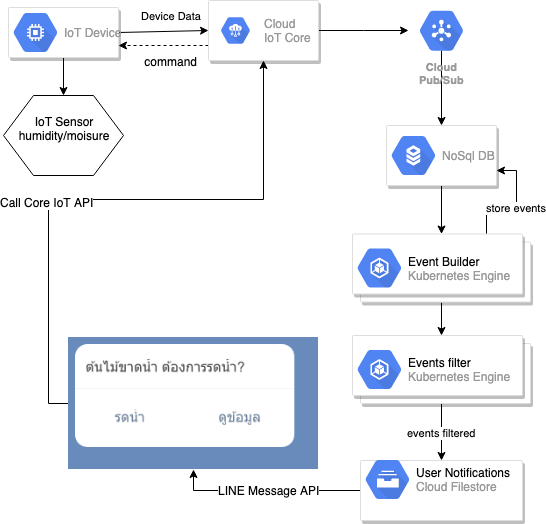 IoT Device
Device Data
Cloud
IoT Core
command
Cloud
Pub/Sub
IoT Sensor
humidity/moisure
NoSql DB
Call Core IoT API
store events
Event Builder
Kubernetes Engine
Events filter
Kubernetes Engine
ต้นไม้ขาดน้ำ ต้องการรดน้ำ?
รดน้ำ
ดูข้อมูล
events filtered
User Notifications
Cloud Filestore
LINE Message API